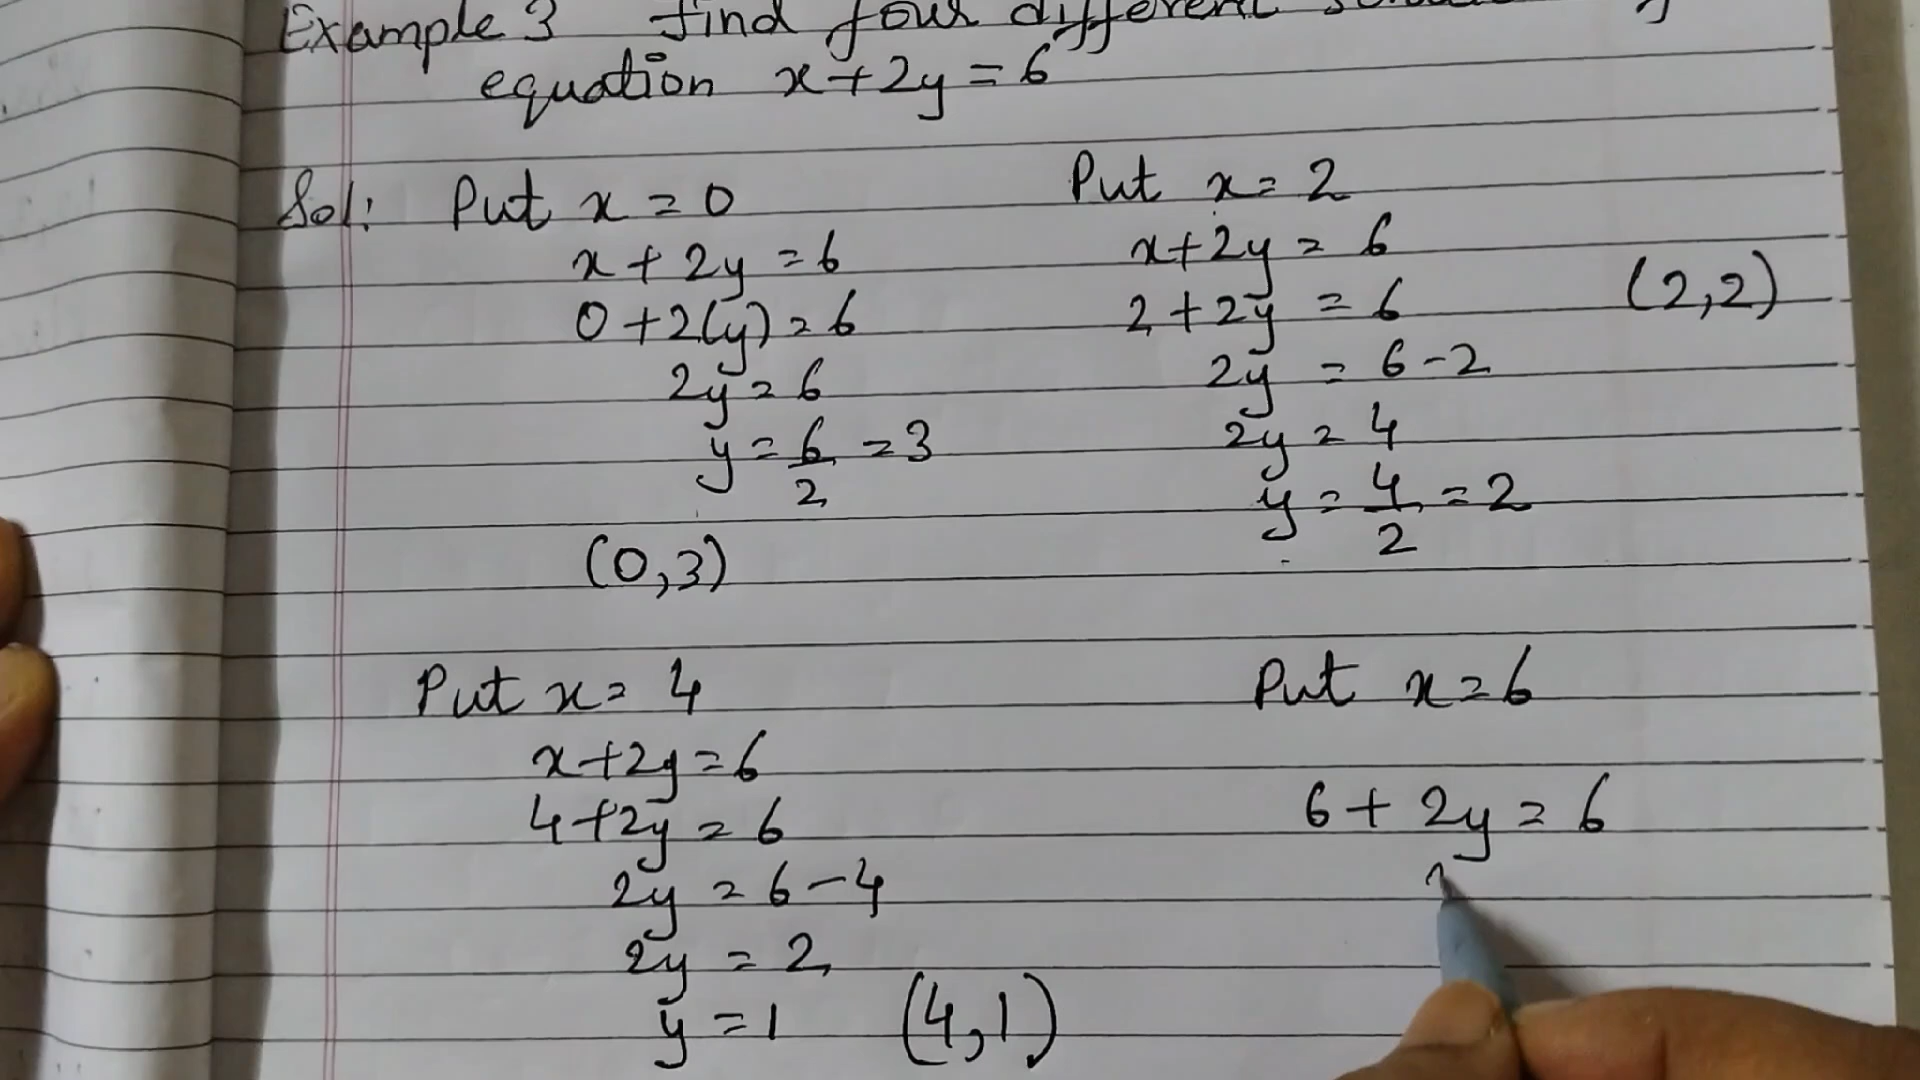 Example 3 find four different
equation x+2y=6
Sol: Put x=0
x+2y=6
0+2(y)=6
2y=6
y=6/2=3
(0,3)
Put x=2
x+2y=6
2+2y=6
(2,2)
2y=6-2
2y=4
y=4/2=2
Put x=4
x+2y=6
4+2y=6
2y=6-4
2y=2
y=1 (4,1)
Put x=6
6+2y=6